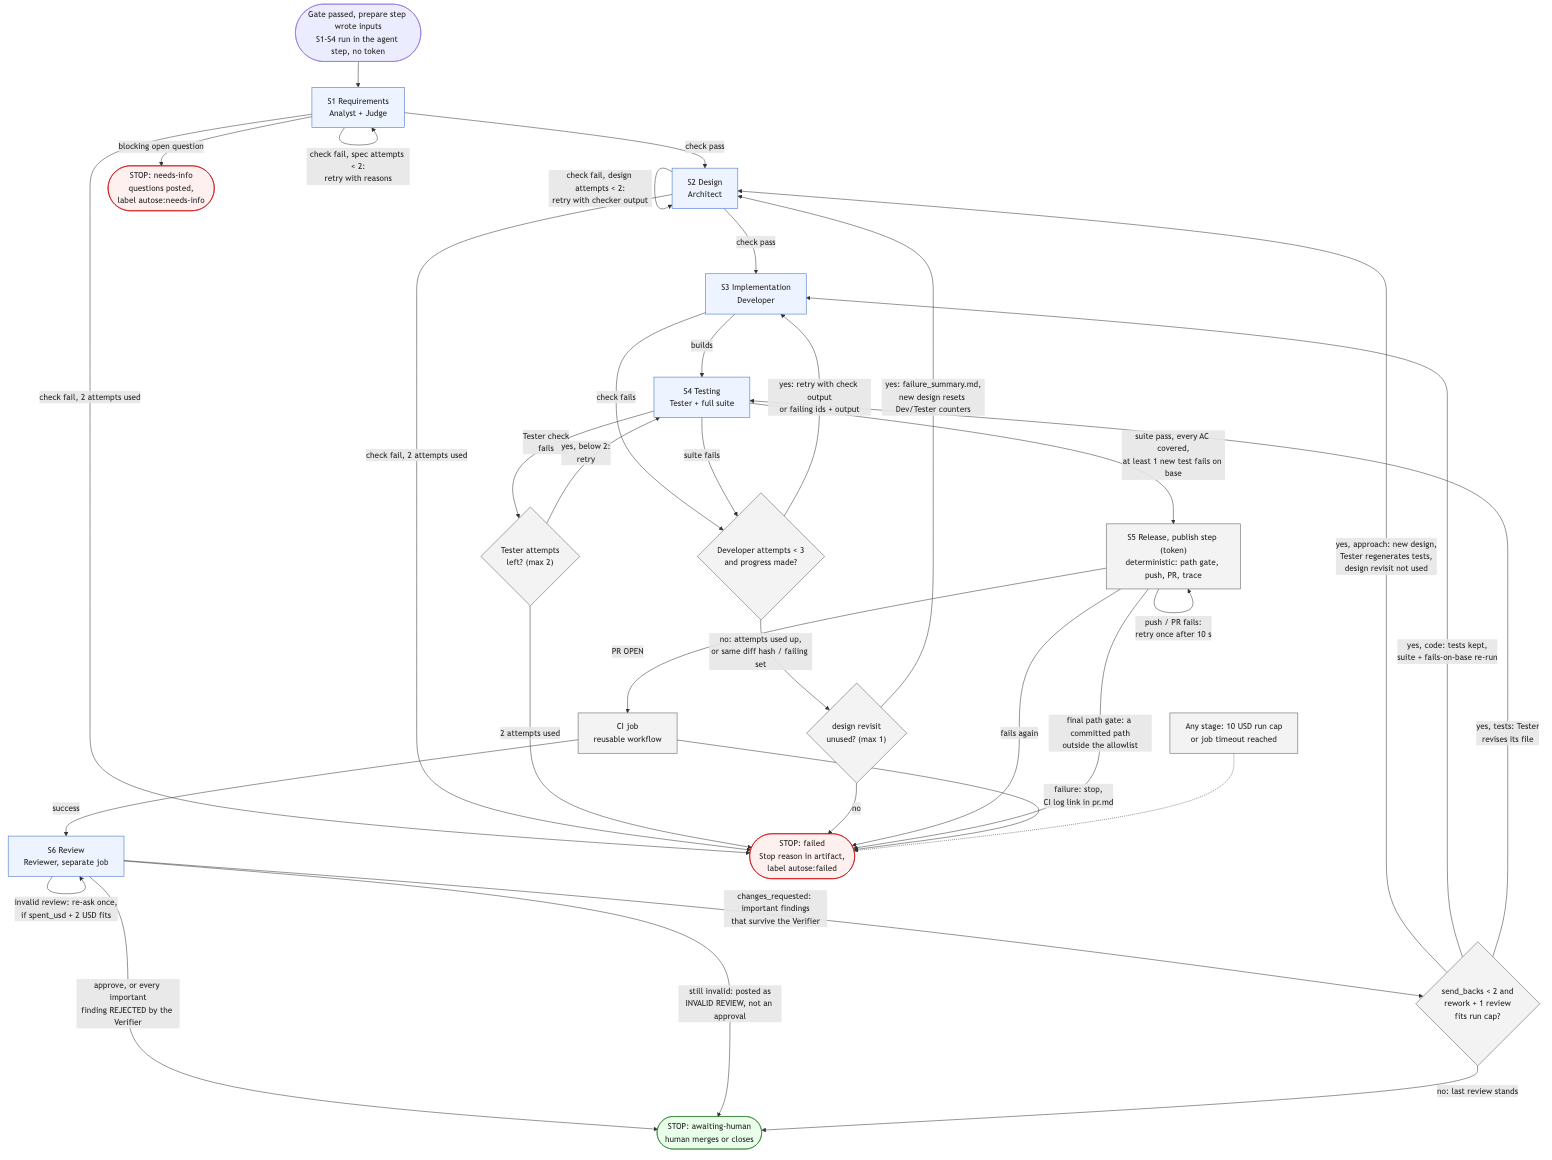 Gate passed, prepare step
wrote inputs
S1-S4 run in the agent
step, no token
S1 Requirements
Analyst + Judge
blocking open question
check pass
check fail, spec attempts
< 2:
retry with reasons
STOP: needs-info
questions posted,
label autose:needs-info
check fail, design
attempts < 2:
retry with checker output
S2 Design
Architect
check pass
S3 Implementation
Developer
builds
check fails
check fail, 2 attempts used
S4 Testing
Tester + full suite
yes: retry with check
output
or failing ids + output
yes: failure_summary.md,
new design resets
Dev/Tester counters
Tester check
fails
yes, below 2:
retry
suite fails
check fail, 2 attempts used
suite pass, every AC
covered,
at least 1 new test fails on
base
Tester attempts
left? (max 2)
Developer attempts < 3
and progress made?
S5 Release, publish step
(token)
deterministic: path gate,
push, PR, trace
yes, approach: new design,
Tester regenerates tests,
design revisit not used
push / PR fails:
retry once after 10 s
PR OPEN
no: attempts used up,
or same diff hash / failing
set
yes, code: tests kept,
suite + fails-on-base re-run
CI job
reusable workflow
design revisit
unused? (max 1)
2 attempts used
fails again
final path gate: a
committed path
outside the allowlist
Any stage: 10 USD run cap
or job timeout reached
yes, tests: Tester
revises its file
success
no
failure: stop,
CI log link in pr.md
S6 Review
Reviewer, separate job
STOP: failed
Stop reason in artifact,
label autose:failed
invalid review: re-ask once,
if spent_usd + 2 USD fits
changes_requested:
important findings
that survive the Verifier
approve, or every
important
finding REJECTED by the
Verifier
still invalid: posted as
INVALID REVIEW, not an
approval
send_backs < 2 and
rework + 1 review
fits run cap?
no: last review stands
STOP: awaiting-human
human merges or closes